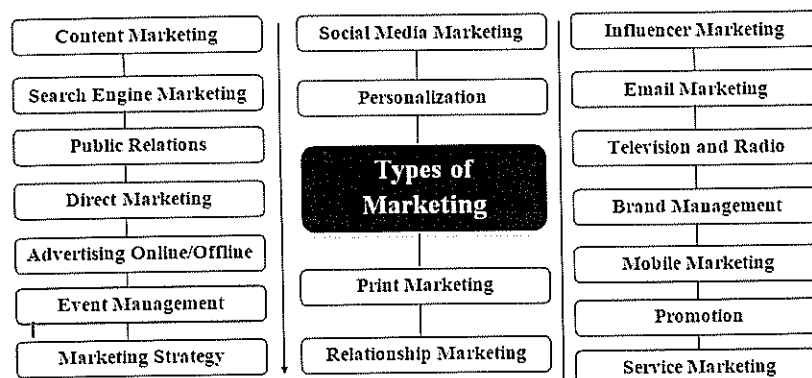 Content Marketing
Search Engine Marketing
Public Relations
Direct Marketing
Advertising Online/Offline
Event Management
Marketing Strategy
Social Media Marketing
Personalization
Types of
Marketing
Print Marketing
Relationship Marketing
Influencer Marketing
Email Marketing
Television and Radio
Brand Management
Mobile Marketing
Promotion
Service Marketing